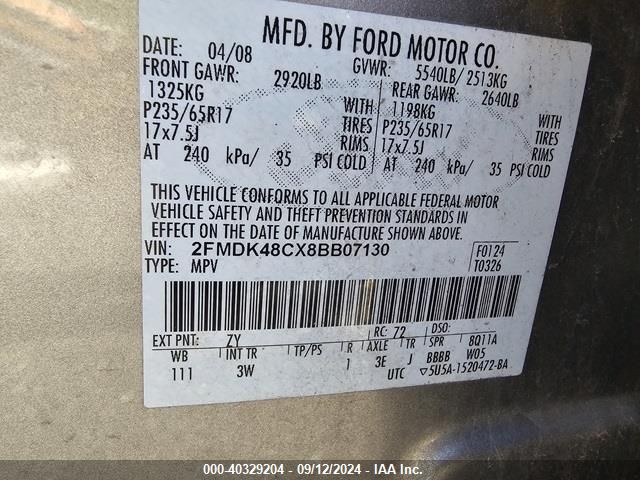 MFD. BY FORD MOTOR CO.
DATE: 04/08 GVWR: 5540LB/ 2513KG
FRONT GAWR: 2920LB REAR GAWR: 2640LB
1325KG WITH 1198KG WITH
P235/65R17 TIRES P235/65R17 TIRES
17x7.5J RIMS 17x7.5J RIMS
AT 240 kPa/ 35 PSI COLD AT 240 kPa/ 35 PSI COLD
THIS VEHICLE CONFORMS TO ALL APPLICABLE FEDERAL MOTOR
VEHICLE SAFETY AND THEFT PREVENTION STANDARDS IN
EFFECT ON THE DATE OF MANUFACTURE SHOWN ABOVE.
VIN: 2FMDK48CX8BB07130 F0124
TYPE: MPV T0326
EXT PNT: ZY RC: 72 DSO:
WB INT TR TP/PS R AXLE TR SPR 8Q11A
111 3W 1 3E J BBBB W05
UTC ▽5U5A-1520472-BA
000-40329204 - 09/12/2024 - IAA Inc.